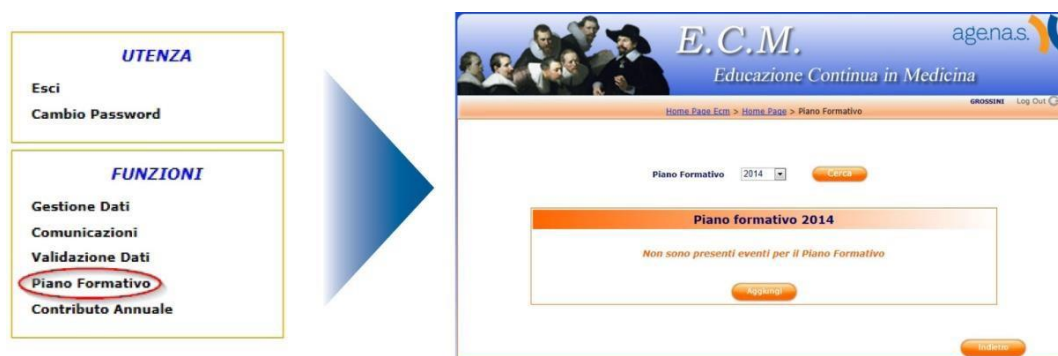 UTENZA
Esci
Cambio Password
FUNZIONI
Gestione Dati
Comunicazioni
Validazione Dati
Piano Formativo
Contributo Annuale
E.C.M.
Educazione Continua in Medicina
age.na.s.
GROSSINI Log Out
Home Page Ecm > Home Page > Piano Formativo
Piano Formativo 2014 Cerca
Piano formativo 2014
Non sono presenti eventi per il Piano Formativo
Aggiungi
Indietro